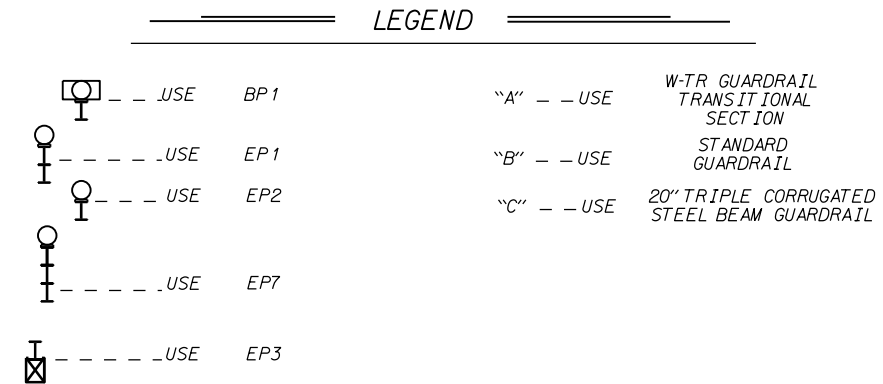 LEGEND
USE BP1
USE EP1
USE EP2
USE EP7
USE EP3
"A" USE W-TR GUARDRAIL
TRANSITIONAL
SECTION
"B" USE STANDARD
GUARDRAIL
"C" USE 20" TRIPLE CORRUGATED
STEEL BEAM GUARDRAIL